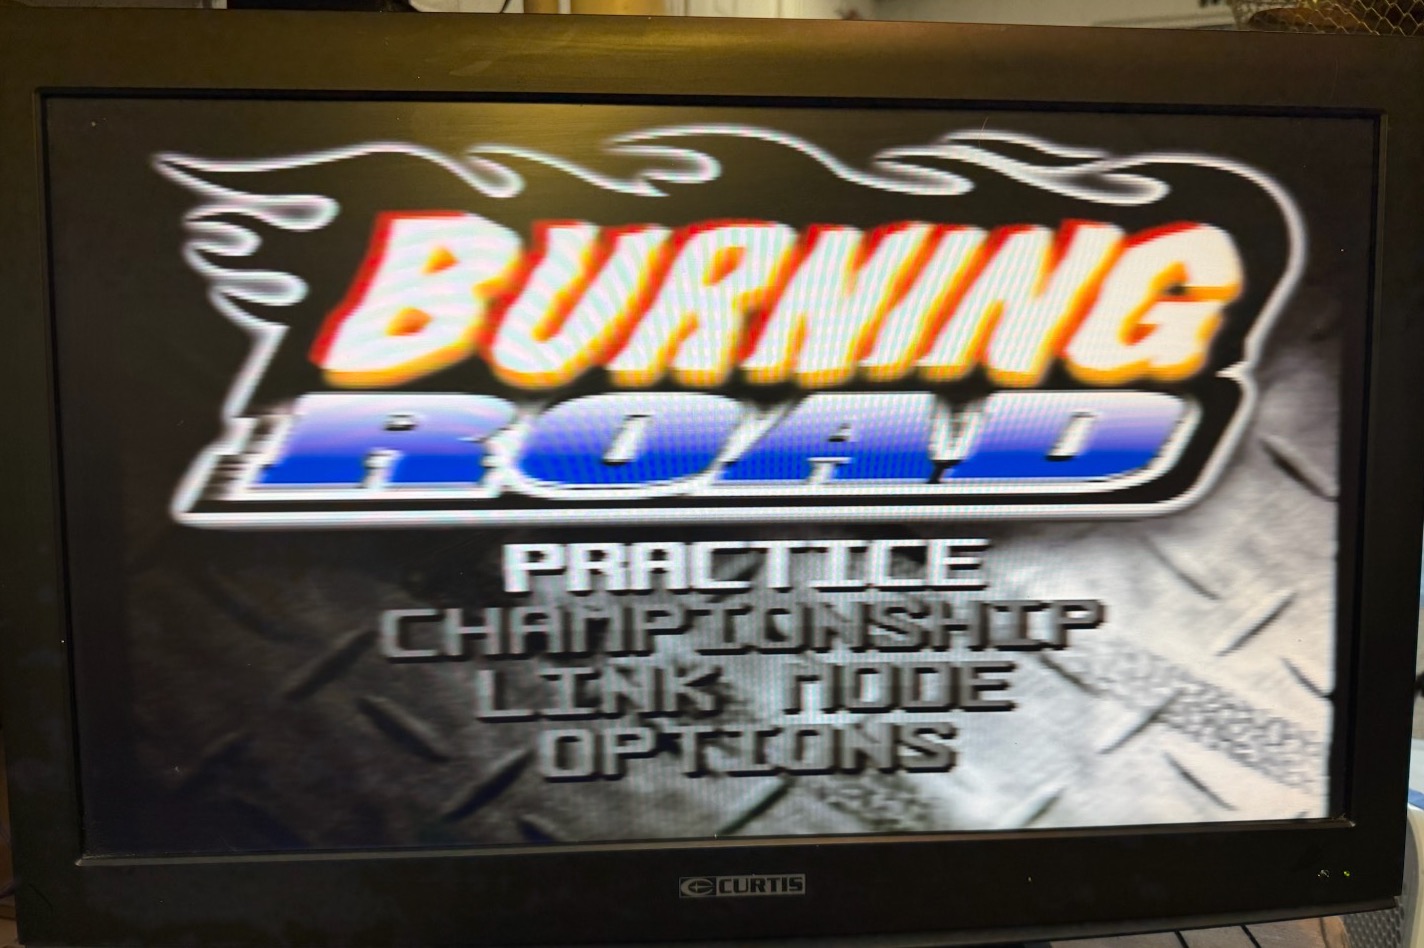 BURNING
ROAD
PRACTICE
CHAMPIONSHIP
LINK MODE
OPTIONS
CURTIS